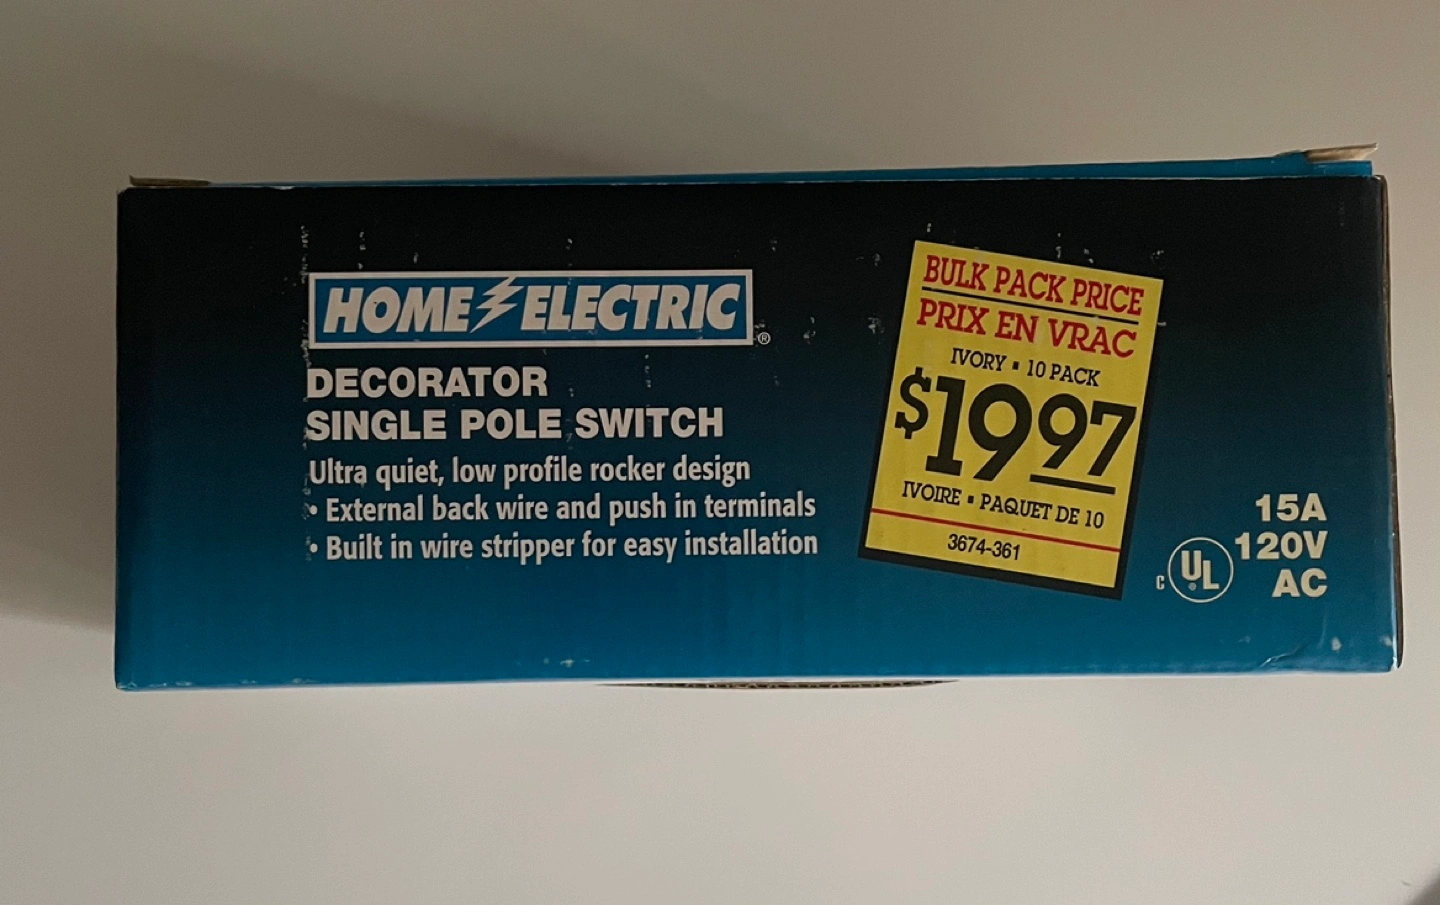 HOME ELECTRIC ®
DECORATOR
SINGLE POLE SWITCH
Ultra quiet, low profile rocker design
• External back wire and push in terminals
• Built in wire stripper for easy installation
BULK PACK PRICE
PRIX EN VRAC
IVORY ▪ 10 PACK
$1997
IVOIRE ▪ PAQUET DE 10
3674-361
C UL ®
15A
120V
AC